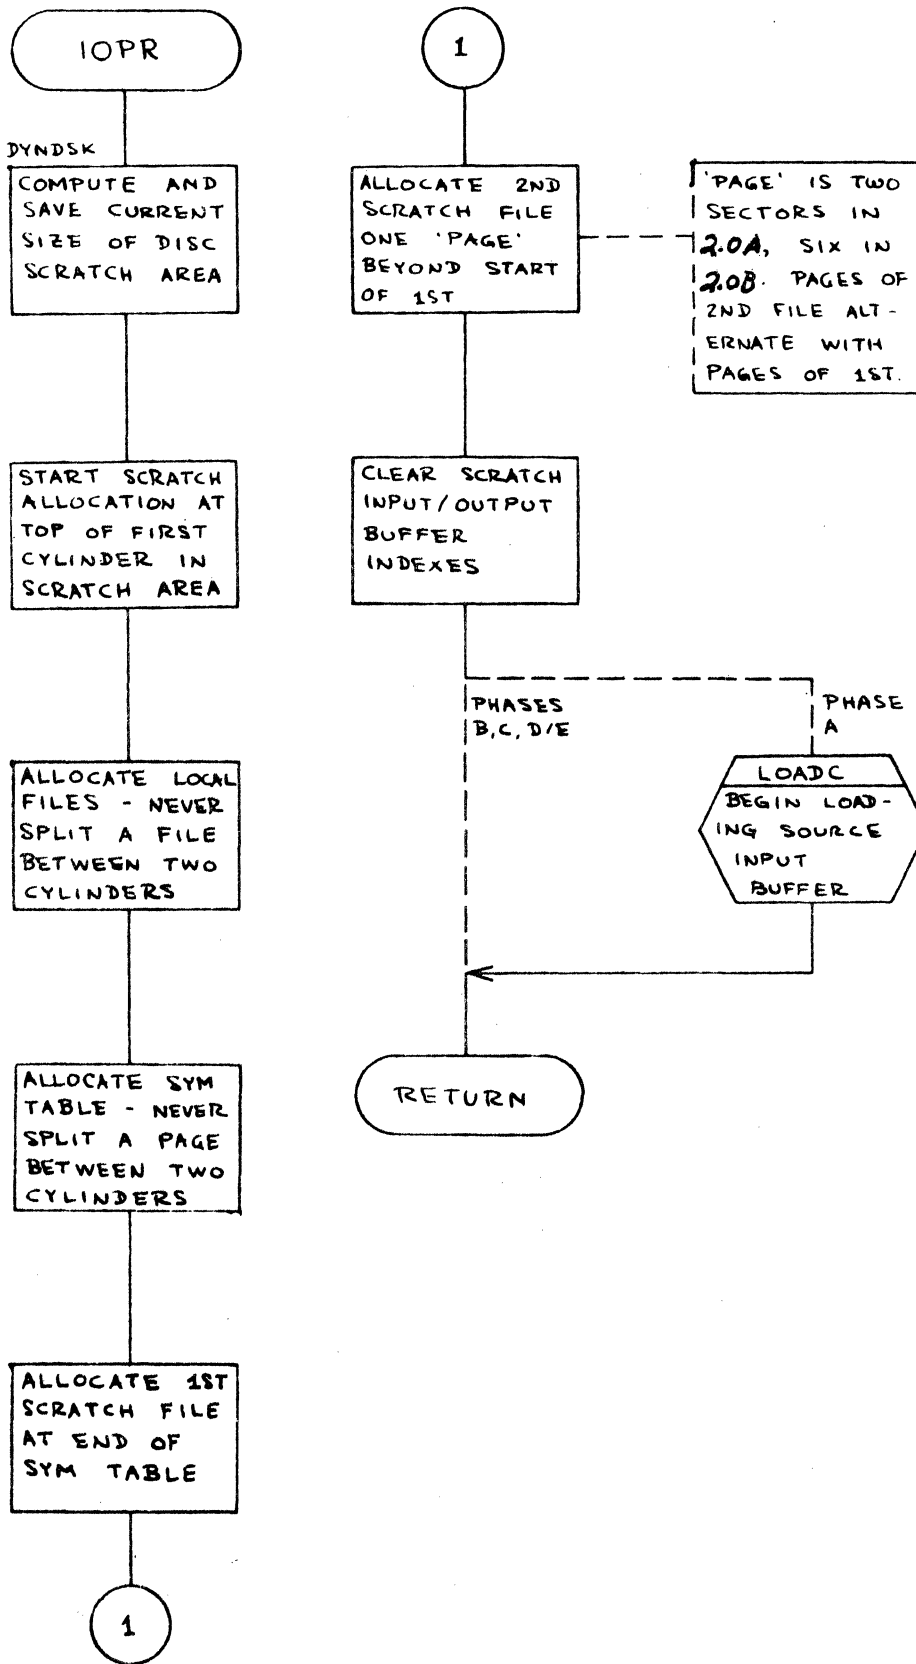 IOPR
DYNDSK
COMPUTE AND
SAVE CURRENT
SIZE OF DISC
SCRATCH AREA
START SCRATCH
ALLOCATION AT
TOP OF FIRST
CYLINDER IN
SCRATCH AREA
ALLOCATE LOCAL
FILES - NEVER
SPLIT A FILE
BETWEEN TWO
CYLINDERS
ALLOCATE SYM
TABLE - NEVER
SPLIT A PAGE
BETWEEN TWO
CYLINDERS
ALLOCATE 1ST
SCRATCH FILE
AT END OF
SYM TABLE
1
1
ALLOCATE 2ND
SCRATCH FILE
ONE 'PAGE'
BEYOND START
OF 1ST
'PAGE' IS TWO
SECTORS IN
2.0A, SIX IN
2.0B. PAGES OF
2ND FILE ALT-
ERNATE WITH
PAGES OF 1ST.
CLEAR SCRATCH
INPUT/OUTPUT
BUFFER
INDEXES
PHASES
B,C,D/E
PHASE
A
LOADC
BEGIN LOAD-
ING SOURCE
INPUT
BUFFER
RETURN